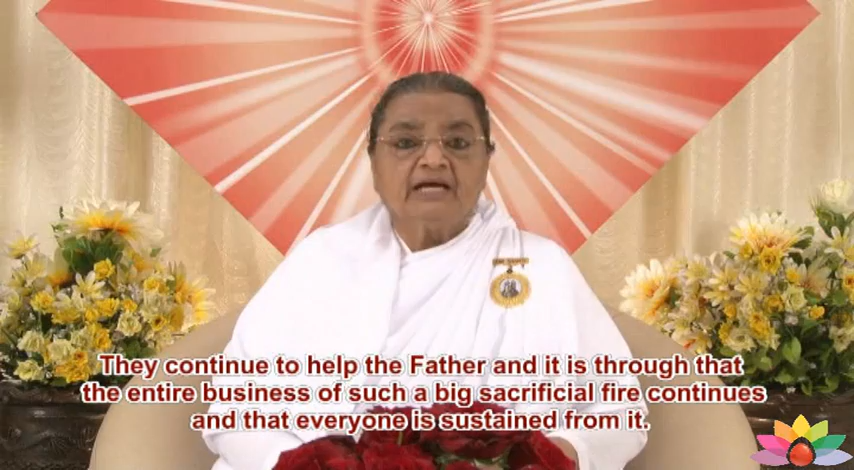 They continue to help the Father and it is through that
the entire business of such a big sacrificial fire continues
and that everyone is sustained from it.